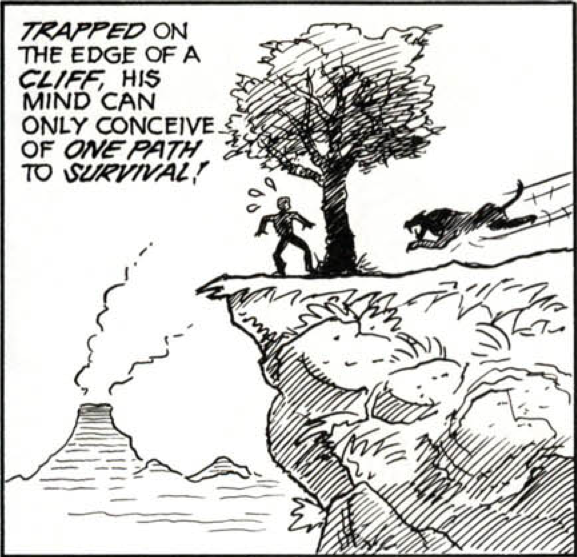 TRAPPED ON
THE EDGE OF A
CLIFF, HIS
MIND CAN
ONLY CONCEIVE
OF ONE PATH
TO SURVIVAL!